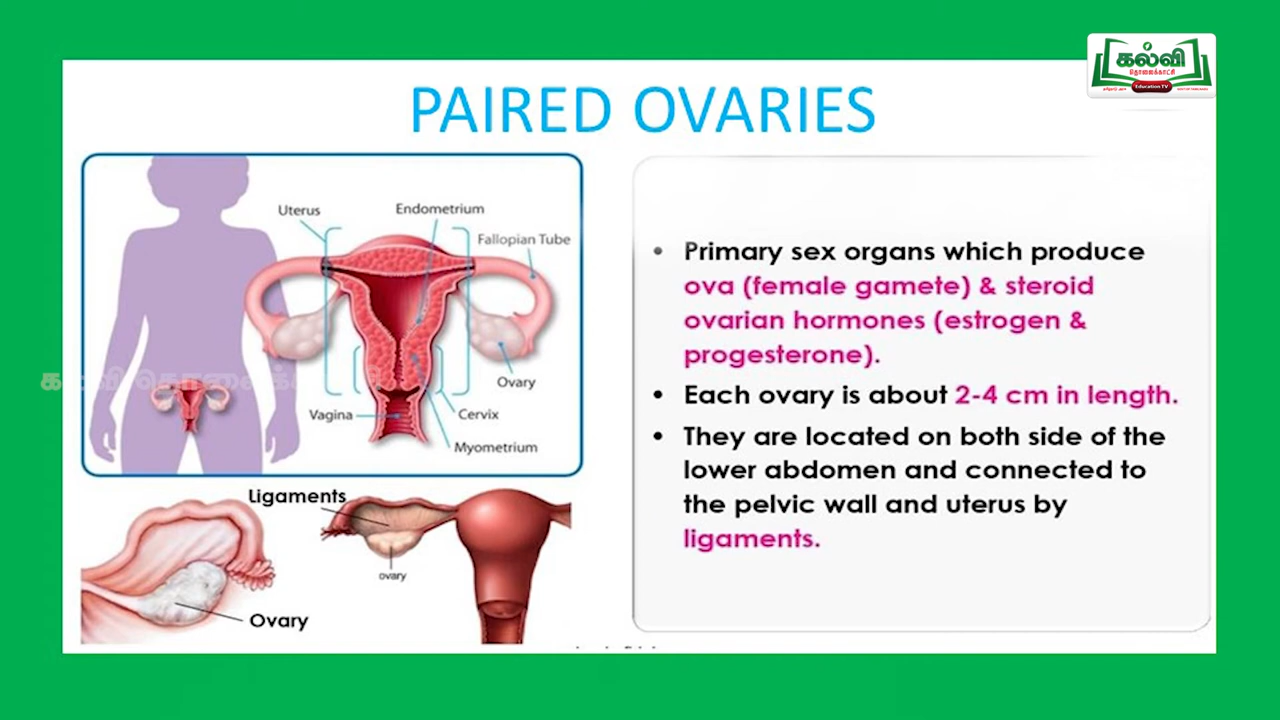 கல்வி
தொலைக்காட்சி
Education TV
PAIRED OVARIES
Uterus
Endometrium
Fallopian Tube
Ovary
Vagina
Cervix
Myometrium
Ligaments
ovary
Ovary
• Primary sex organs which produce
ova (female gamete) & steroid
ovarian hormones (estrogen &
progesterone).
• Each ovary is about 2-4 cm in length.
• They are located on both side of the
lower abdomen and connected to
the pelvic wall and uterus by
ligaments.